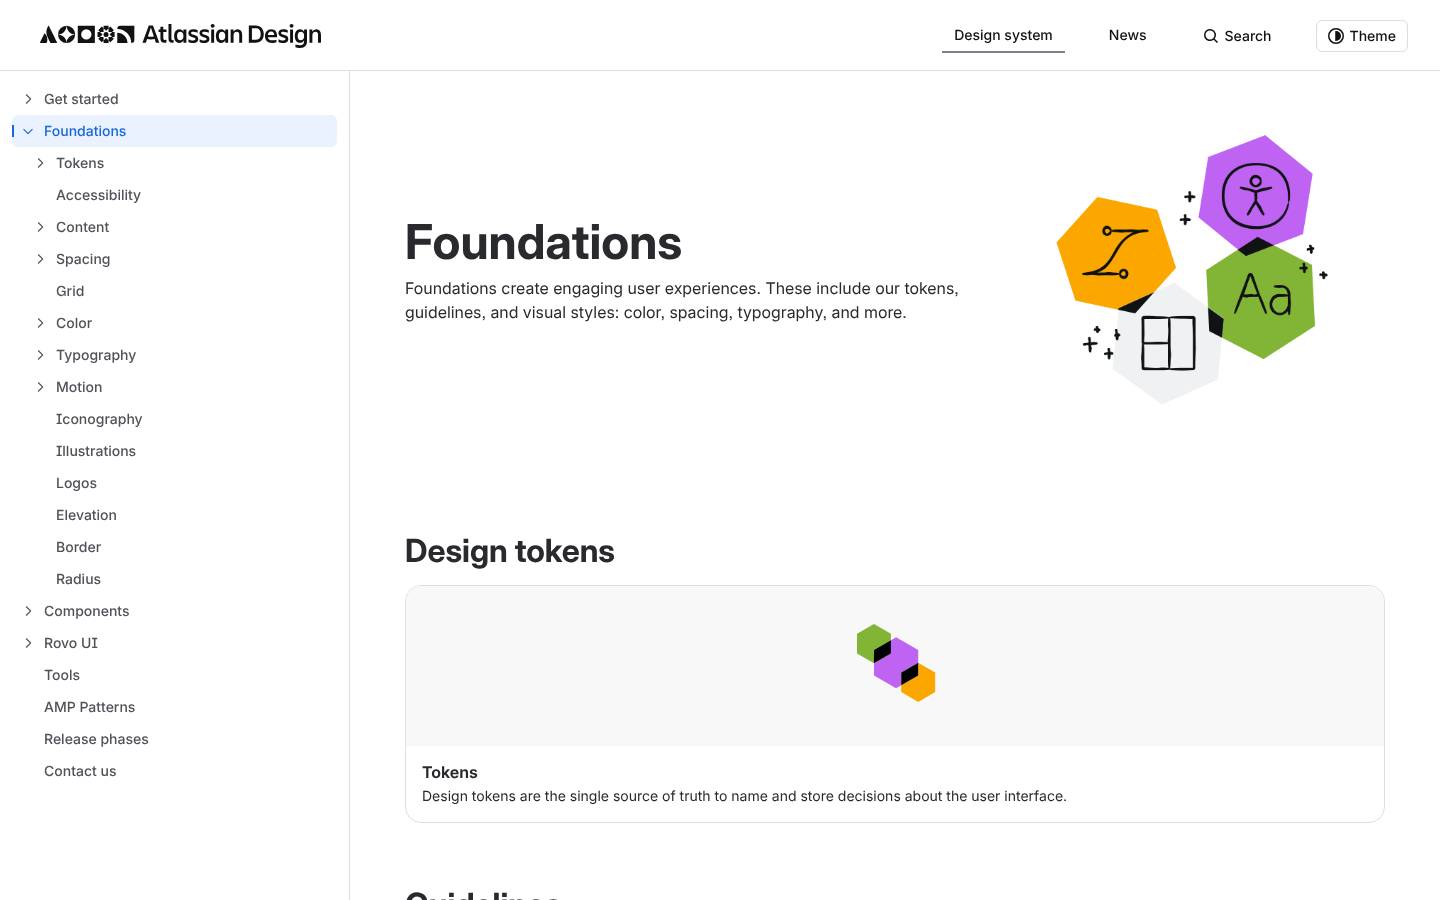 Atlassian Design
Design system
News
Search
Theme
Get started
Foundations
Tokens
Accessibility
Content
Spacing
Grid
Color
Typography
Motion
Iconography
Illustrations
Logos
Elevation
Border
Radius
Components
Rovo UI
Tools
AMP Patterns
Release phases
Contact us
Foundations
Foundations create engaging user experiences. These include our tokens,
guidelines, and visual styles: color, spacing, typography, and more.
Aa
Design tokens
Tokens
Design tokens are the single source of truth to name and store decisions about the user interface.
Guidelines